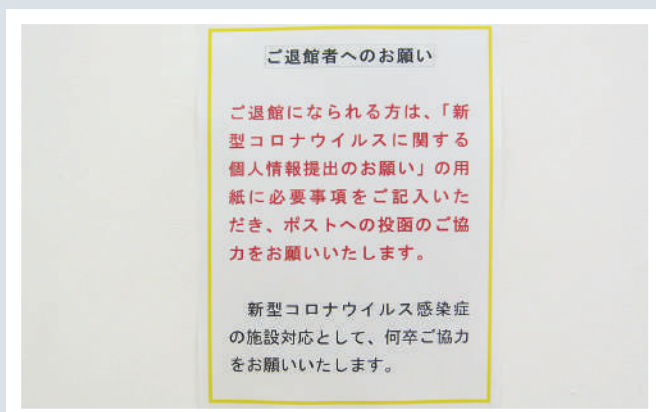 ご退館者へのお願い
ご退館になられる方は、「新
型コロナウイルスに関する
個人情報提出のお願い」の用
紙に必要事項をご記入いた
だき、ポストへの投函のご協
力をお願いいたします。
新型コロナウイルス感染症
の施設対応として、何卒ご協力
をお願いいたします。